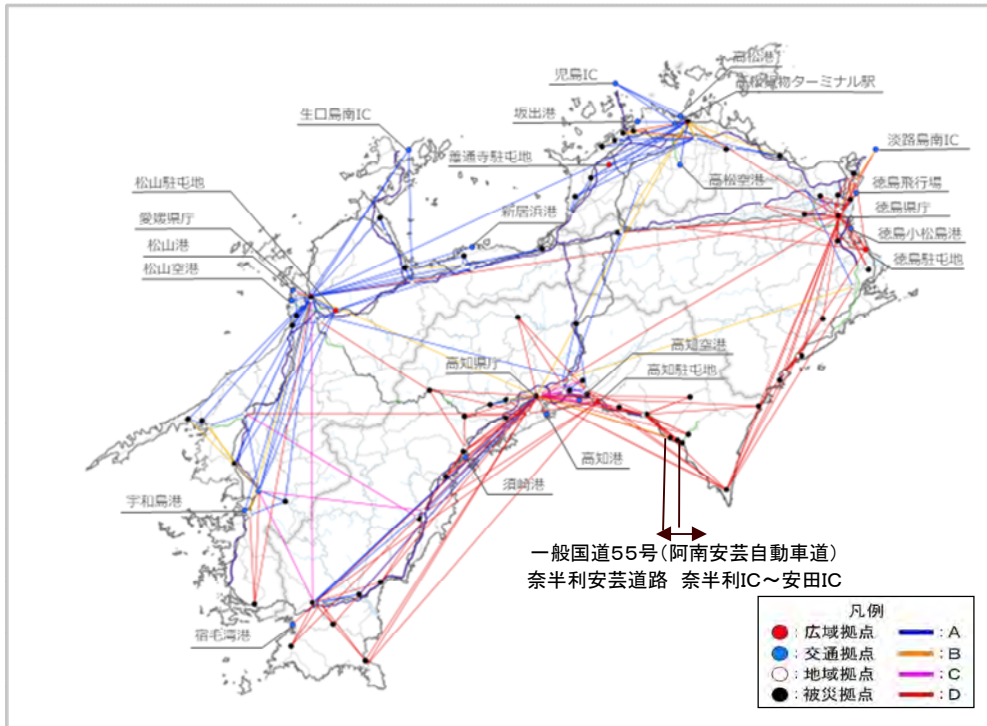 高松港
児島IC
高松貨物ターミナル駅
坂出港
生口島南IC
淡路島南IC
善通寺駐屯地
松山駐屯地
高松空港
徳島飛行場
愛媛県庁
新居浜港
徳島県庁
松山港
徳島小松島港
松山空港
徳島駐屯地
高知空港
高知県庁
高知駐屯地
高知港
須崎港
宇和島港
一般国道55号(阿南安芸自動車道)
奈半利安芸道路 奈半利IC～安田IC
宿毛湾港
凡例
：広域拠点 ：A
：交通拠点 ：B
：地域拠点 ：C
：被災拠点 ：D